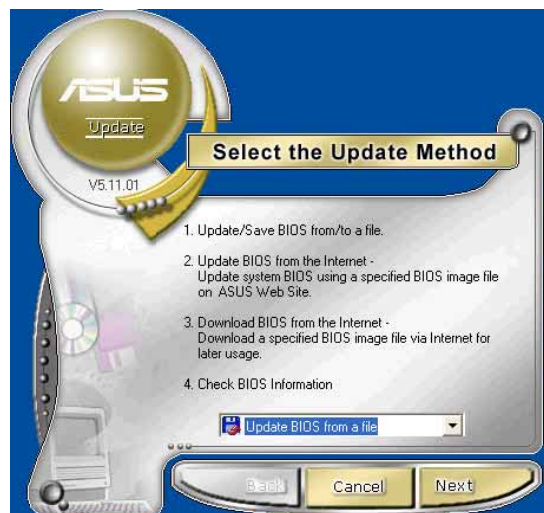 ASUS
Update
V5.11.01
Select the Update Method
1. Update/Save BIOS from/to a file.
2. Update BIOS from the Internet -
Update system BIOS using a specified BIOS image file
on ASUS Web Site.
3. Download BIOS from the Internet -
Download a specified BIOS image file via Internet for
later usage.
4. Check BIOS Information
Update BIOS from a file
Back
Cancel
Next